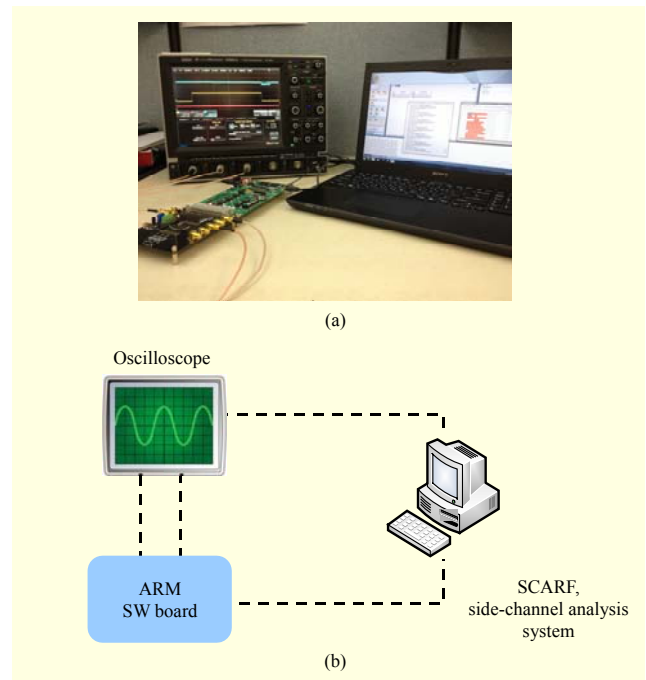 (a)
Oscilloscope
ARM
SW board
SCARF,
side-channel analysis
system
(b)